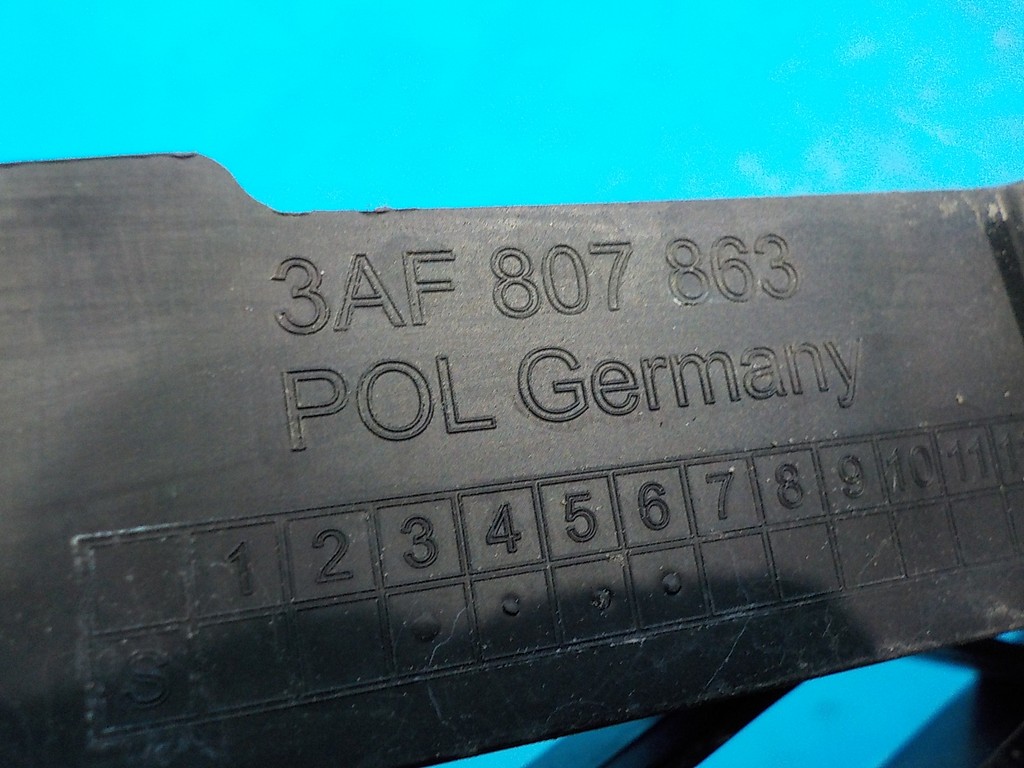 3AF 807 863
POL Germany
1 2 3 4 5 6 7 8 9 10 11
S